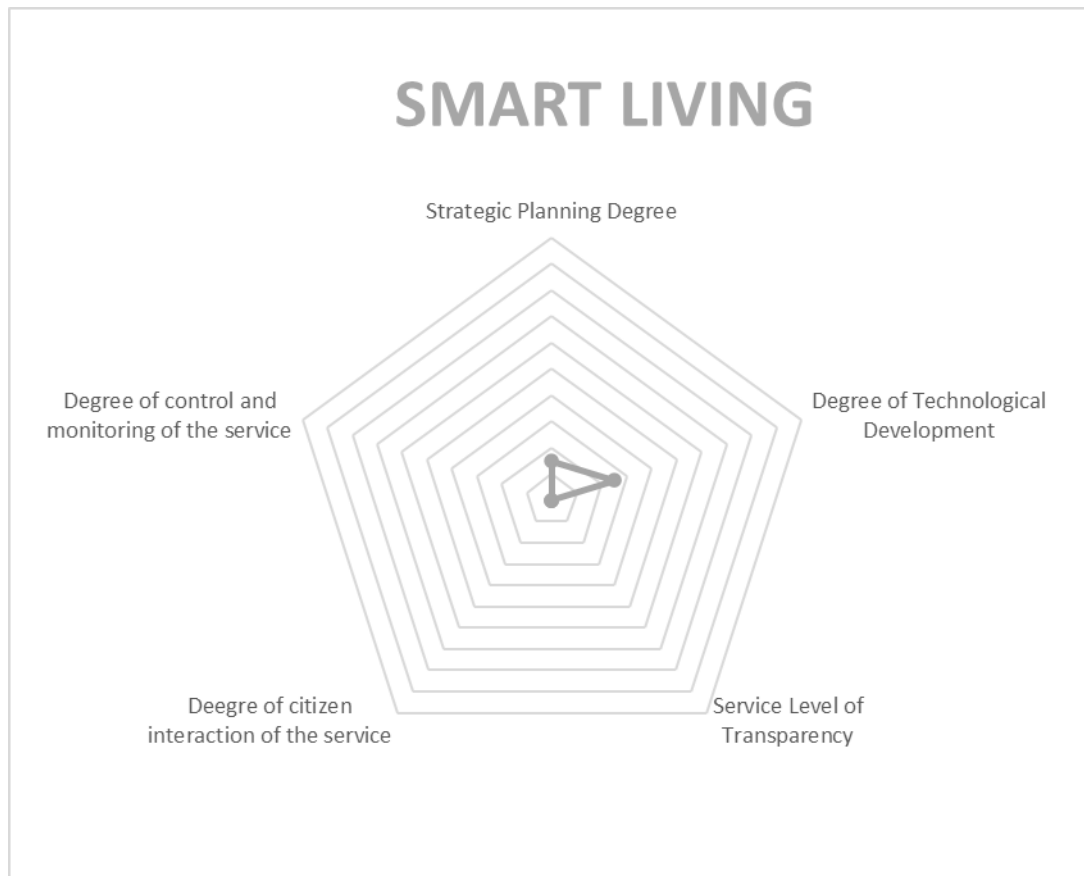 SMART LIVING
Strategic Planning Degree
Degree of control and
monitoring of the service
Degree of Technological
Development
Deegre of citizen
interaction of the service
Service Level of
Transparency